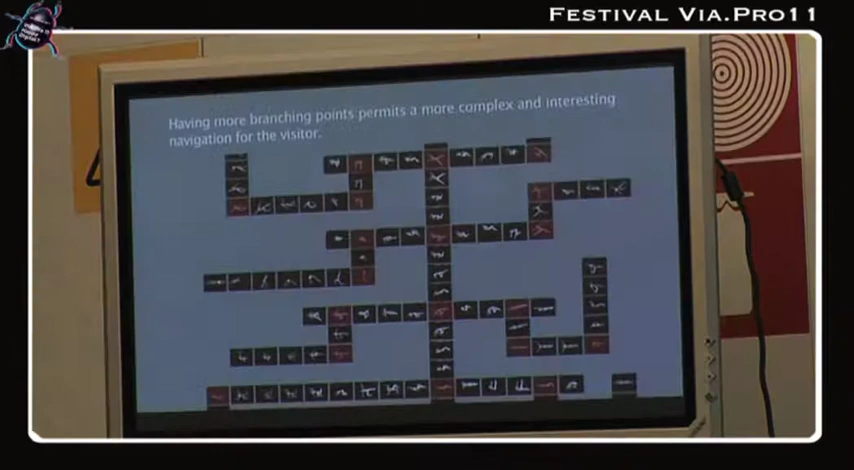 FESTIVAL VIA.PRO11
Having more branching points permits a more complex and interesting
navigation for the visitor.